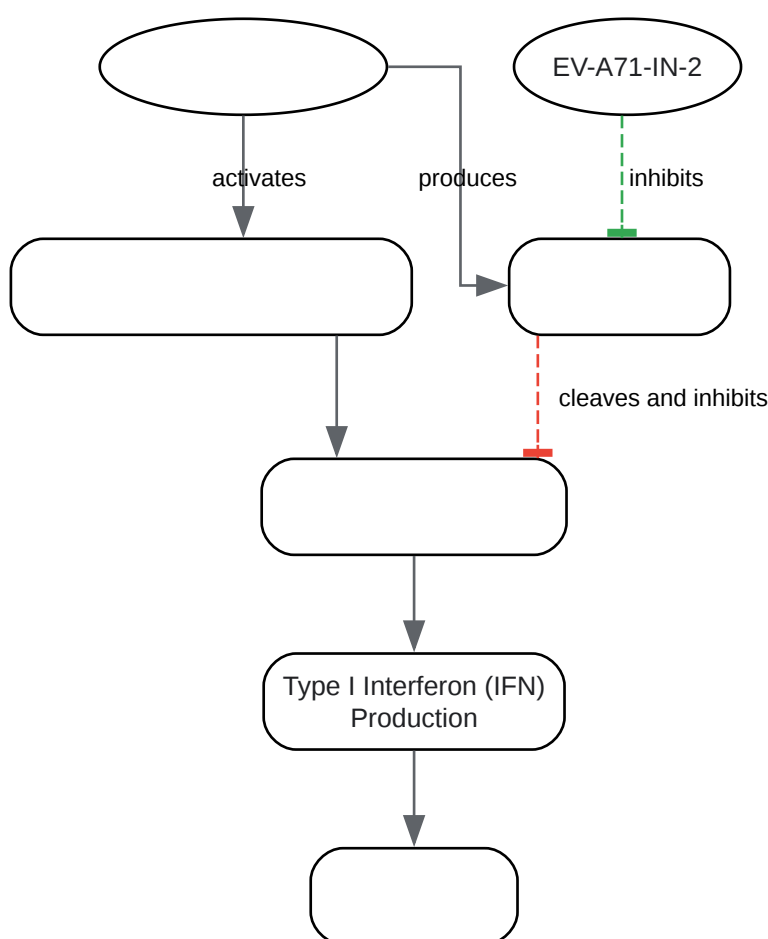 EV-A71-IN-2
activates
produces
inhibits
cleaves and inhibits
Type I Interferon (IFN)
Production